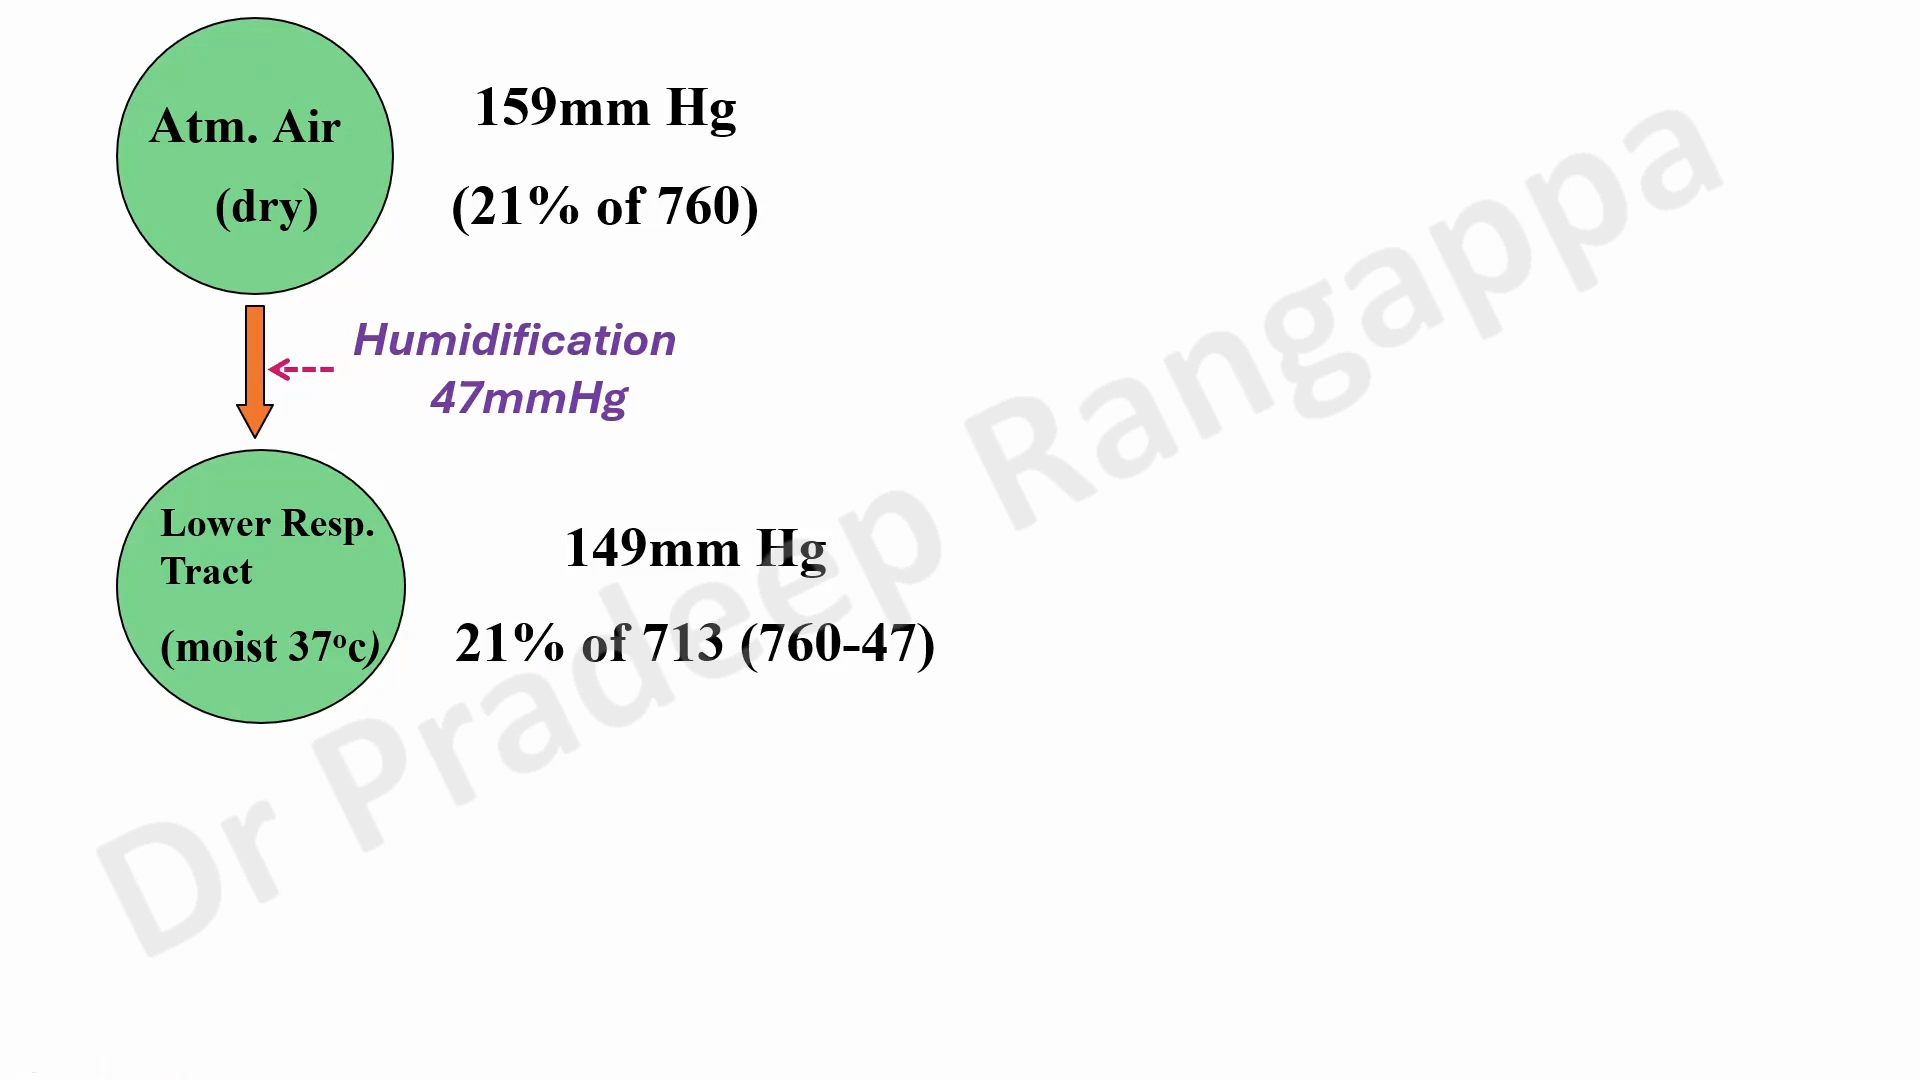 Atm. Air
(dry)
159mm Hg
(21% of 760)
Humidification
47mmHg
Lower Resp.
Tract
(moist 37ᵒc)
149mm Hg
21% of 713 (760-47)
Dr Pradeep Rangappa